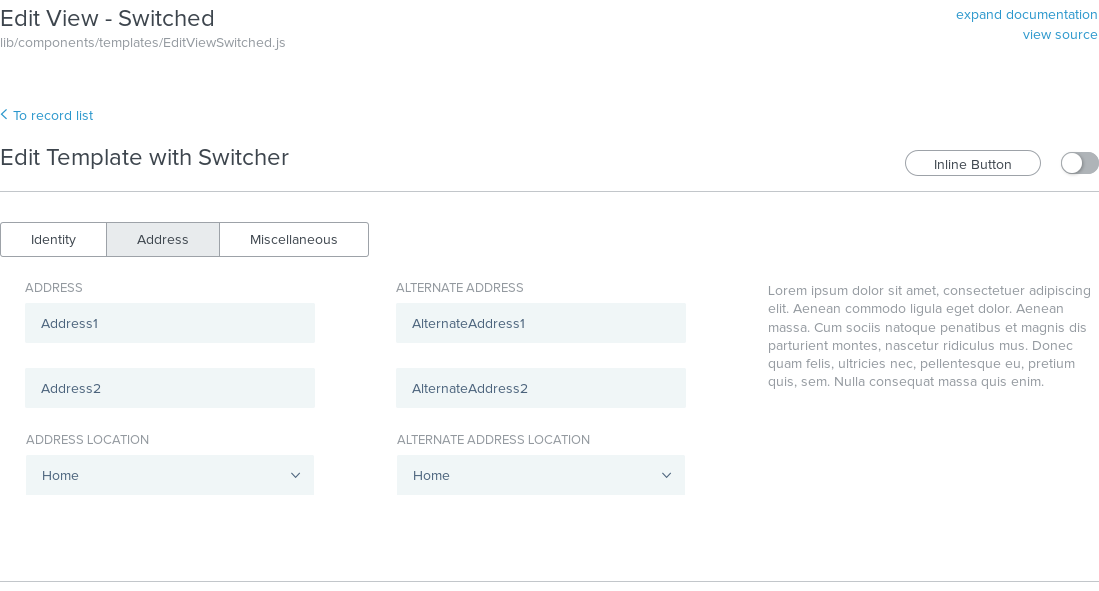 Edit View - Switched
lib/components/templates/EditViewSwitched.js
expand documentation
view source
To record list
Edit Template with Switcher
Inline Button
Identity
Address
Miscellaneous
ADDRESS
Address1
Address2
ADDRESS LOCATION
Home
ALTERNATE ADDRESS
AlternateAddress1
AlternateAddress2
ALTERNATE ADDRESS LOCATION
Home
Lorem ipsum dolor sit amet, consectetuer adipiscing
elit. Aenean commodo ligula eget dolor. Aenean
massa. Cum sociis natoque penatibus et magnis dis
parturient montes, nascetur ridiculus mus. Donec
quam felis, ultricies nec, pellentesque eu, pretium
quis, sem. Nulla consequat massa quis enim.